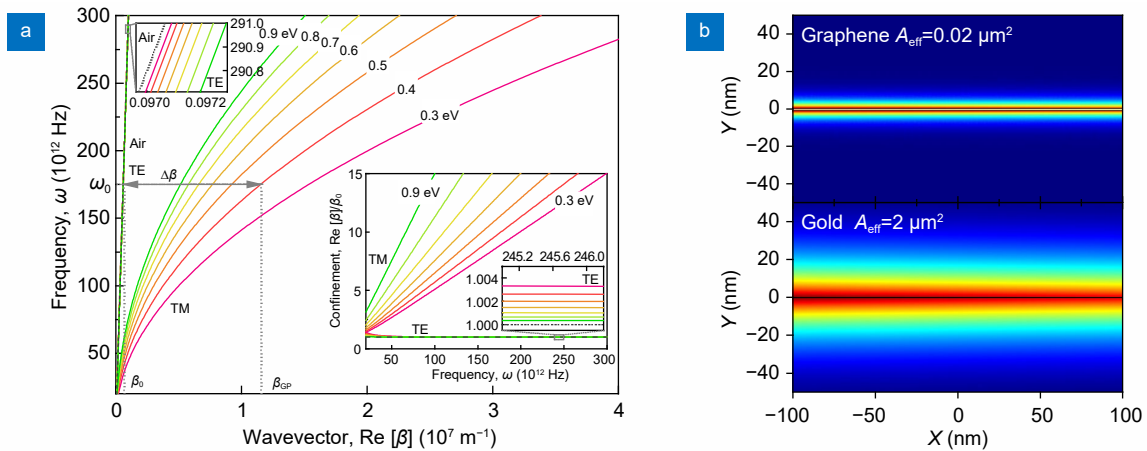 a
300
250
200
ω₀
150
100
50
Frequency, ω (10¹² Hz)
0
1
2
3
4
Wavevector, Re [β] (10⁷ m⁻¹)
Air
TE
291.0
290.9
290.8
0.0970
0.0972
0.9 eV
0.8
0.7
0.6
0.5
0.4
0.3 eV
Air
TE
Δβ
TM
β₀
β_GP
15
10
5
1
Confinement, Re [β]/β₀
0.9 eV
0.3 eV
TM
TE
245.2
245.6
246.0
TE
1.004
1.002
1.000
100
200
300
50
150
250
Frequency, ω (10¹² Hz)
b
Graphene A_eff=0.02 μm²
40
20
0
−20
−40
Y (nm)
Gold A_eff=2 μm²
40
20
0
−20
−40
Y (nm)
−100
−50
0
50
100
X (nm)